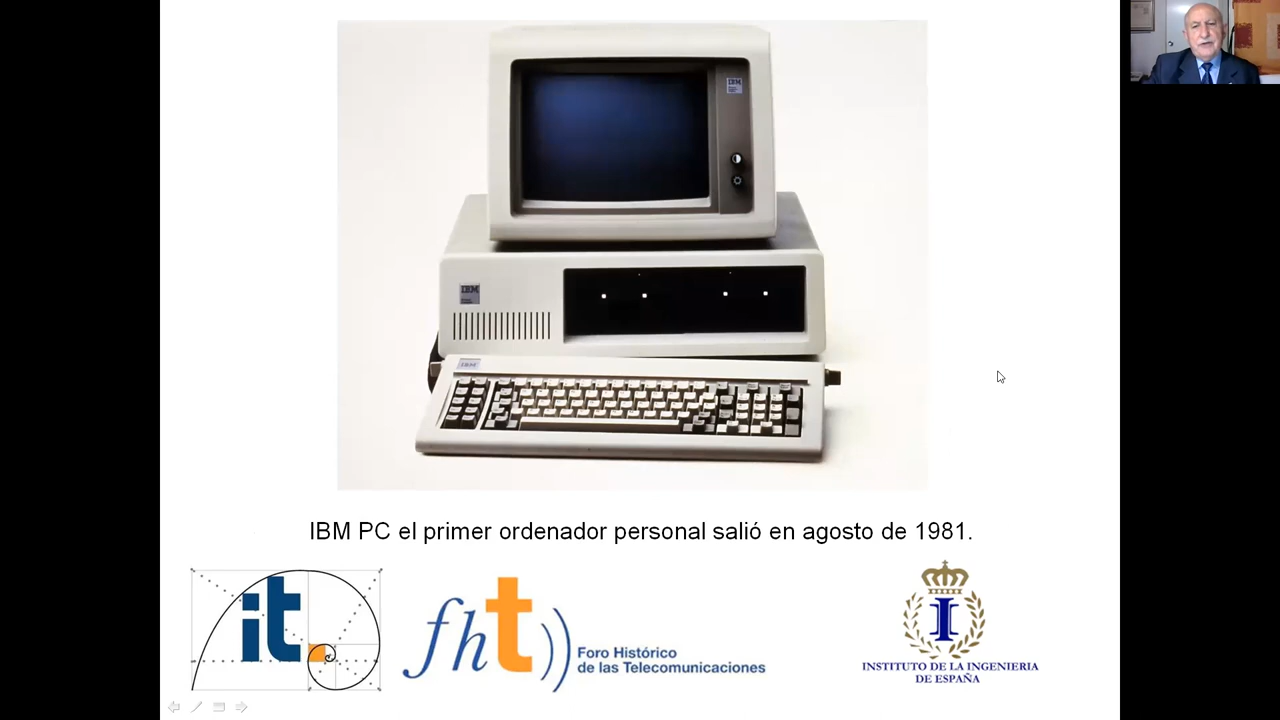 IBM
IBM
IBM
IBM PC el primer ordenador personal salió en agosto de 1981.
it
fht
Foro Histórico
de las Telecomunicaciones
I
INSTITUTO DE LA INGENIERIA
DE ESPAÑA